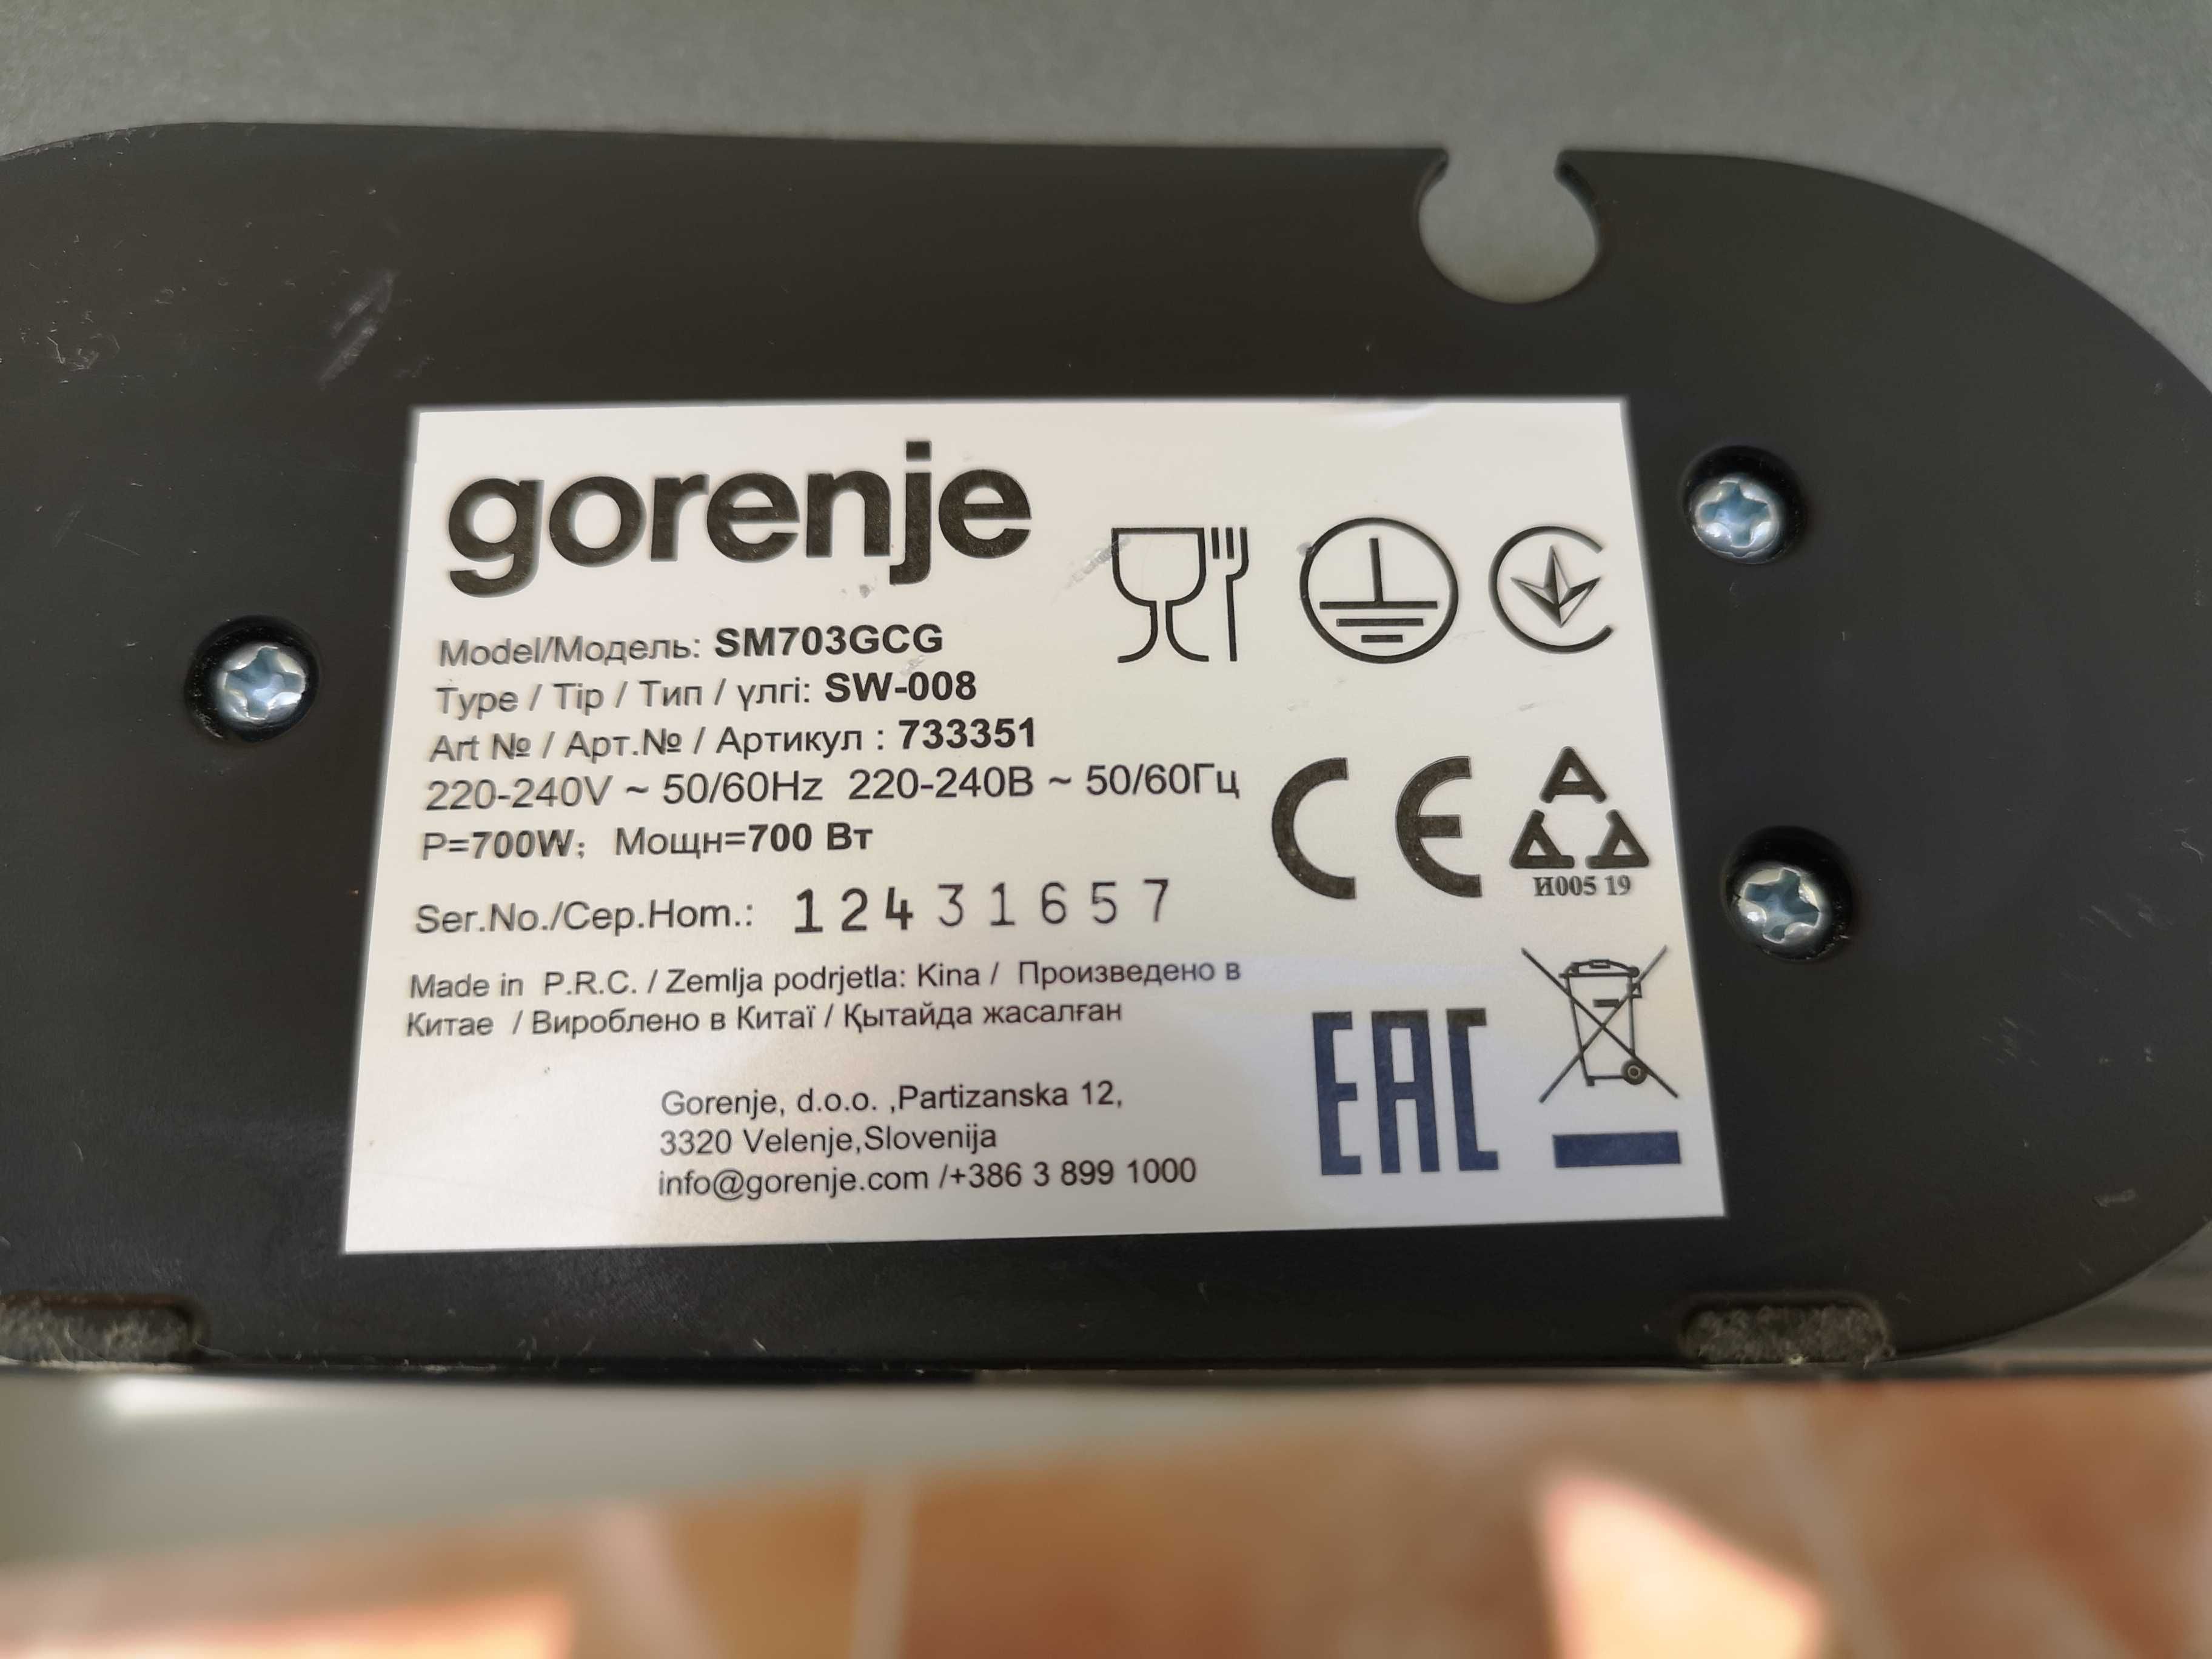 gorenje
Model/Модель: SM703GCG
Type / Tip / Тип / үлгі: SW-008
Art № / Арт.№ / Артикул : 733351
220-240V ~ 50/60Hz 220-240В ~ 50/60Гц
P=700W; Мощн=700 Вт
Ser.No./Сер.Ном.: 12431657
Made in P.R.C. / Zemlja podrjetla: Kina / Произведено в
Китае / Вироблено в Китаї / Қытайда жасалған
Gorenje, d.o.o. ,Partizanska 12,
3320 Velenje,Slovenija
info@gorenje.com /+386 3 899 1000
CE
И005 19
EAC